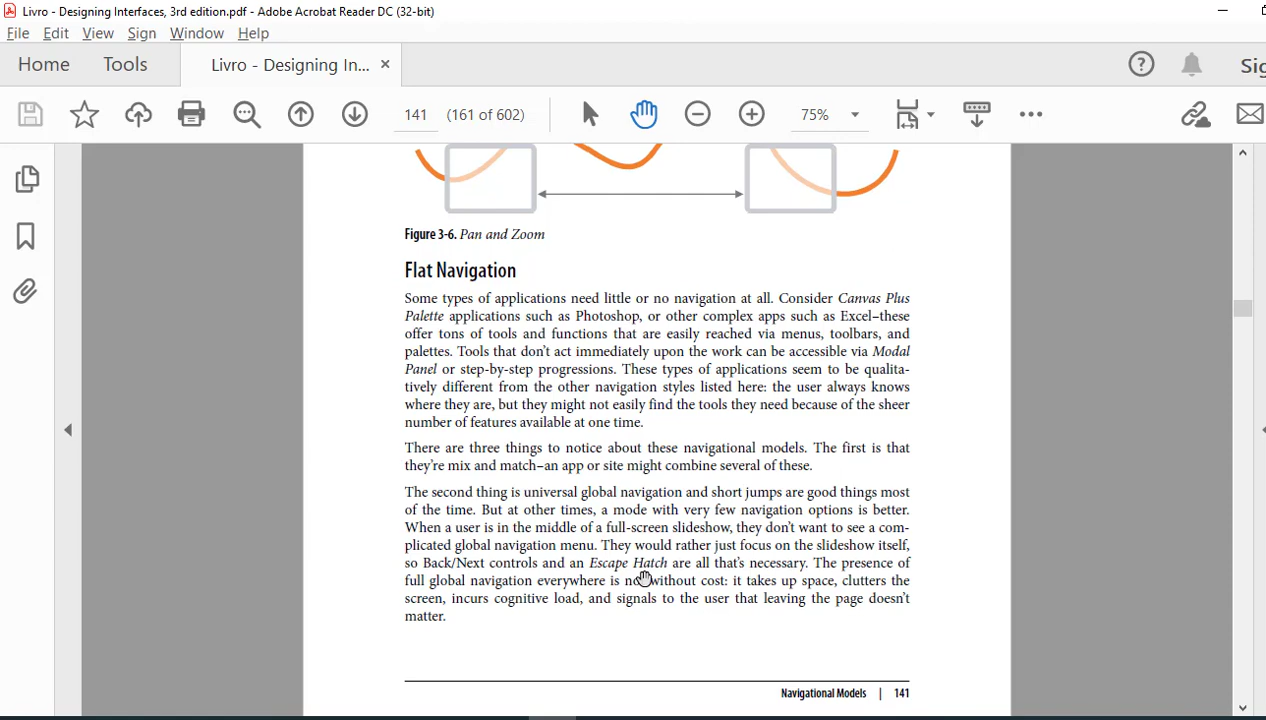 Livro - Designing Interfaces, 3rd edition.pdf - Adobe Acrobat Reader DC (32-bit)
File Edit View Sign Window Help
Home Tools Livro - Designing In... × Sig
141 (161 of 602) 75%
Figure 3-6. Pan and Zoom
Flat Navigation
Some types of applications need little or no navigation at all. Consider Canvas Plus
Palette applications such as Photoshop, or other complex apps such as Excel–these
offer tons of tools and functions that are easily reached via menus, toolbars, and
palettes. Tools that don't act immediately upon the work can be accessible via Modal
Panel or step-by-step progressions. These types of applications seem to be qualita-
tively different from the other navigation styles listed here: the user always knows
where they are, but they might not easily find the tools they need because of the sheer
number of features available at one time.
There are three things to notice about these navigational models. The first is that
they're mix and match–an app or site might combine several of these.
The second thing is universal global navigation and short jumps are good things most
of the time. But at other times, a mode with very few navigation options is better.
When a user is in the middle of a full-screen slideshow, they don't want to see a com-
plicated global navigation menu. They would rather just focus on the slideshow itself,
so Back/Next controls and an Escape Hatch are all that's necessary. The presence of
full global navigation everywhere is not without cost: it takes up space, clutters the
screen, incurs cognitive load, and signals to the user that leaving the page doesn't
matter.
Navigational Models | 141